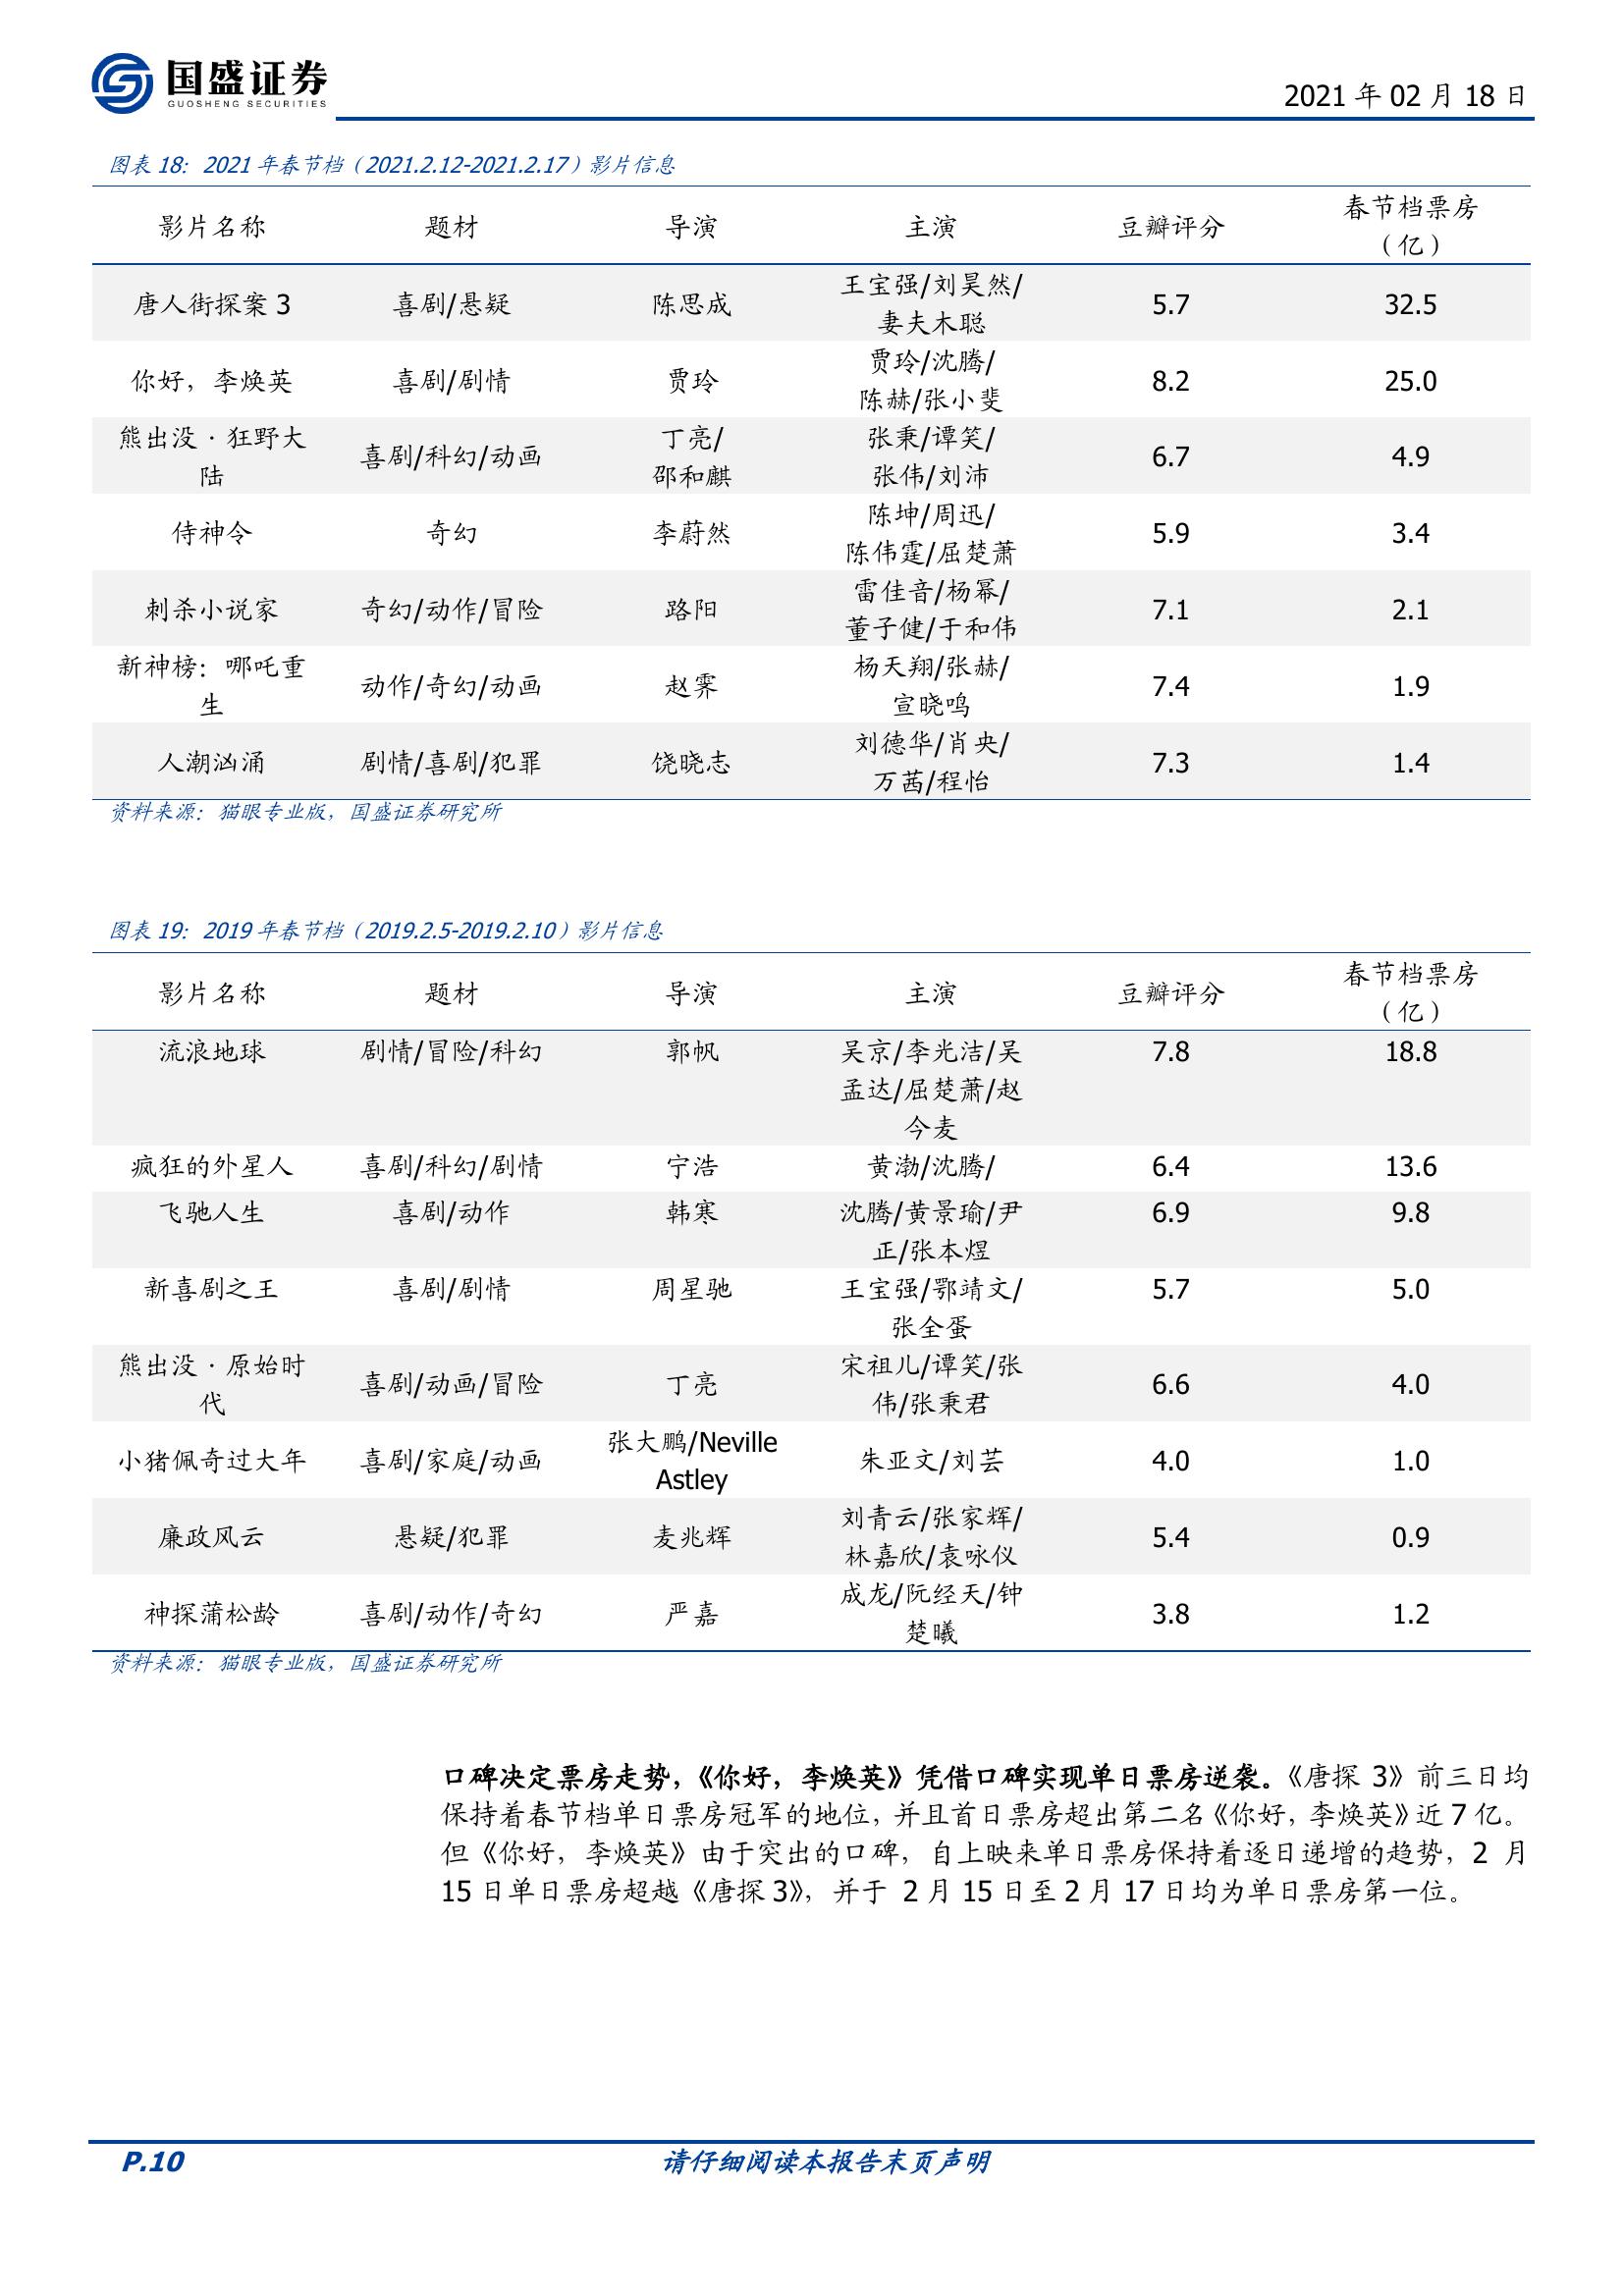 国盛证券
GUOSHENG SECURITIES
2021 年 02 月 18 日
图表 18：2021 年春节档（2021.2.12-2021.2.17）影片信息
影片名称 题材 导演 主演 豆瓣评分 春节档票房
（亿）
唐人街探案 3 喜剧/悬疑 陈思成 王宝强/刘昊然/
妻夫木聪 5.7 32.5
你好，李焕英 喜剧/剧情 贾玲 贾玲/沈腾/
陈赫/张小斐 8.2 25.0
熊出没·狂野大
陆 喜剧/科幻/动画 丁亮/
邵和麒 张秉/谭笑/
张伟/刘沛 6.7 4.9
侍神令 奇幻 李蔚然 陈坤/周迅/
陈伟霆/屈楚萧 5.9 3.4
刺杀小说家 奇幻/动作/冒险 路阳 雷佳音/杨幂/
董子健/于和伟 7.1 2.1
新神榜：哪吒重
生 动作/奇幻/动画 赵霁 杨天翔/张赫/
宣晓鸣 7.4 1.9
人潮汹涌 剧情/喜剧/犯罪 饶晓志 刘德华/肖央/
万茜/程怡 7.3 1.4
资料来源：猫眼专业版，国盛证券研究所
图表 19：2019 年春节档（2019.2.5-2019.2.10）影片信息
影片名称 题材 导演 主演 豆瓣评分 春节档票房
（亿）
流浪地球 剧情/冒险/科幻 郭帆 吴京/李光洁/吴
孟达/屈楚萧/赵
今麦 7.8 18.8
疯狂的外星人 喜剧/科幻/剧情 宁浩 黄渤/沈腾/ 6.4 13.6
飞驰人生 喜剧/动作 韩寒 沈腾/黄景瑜/尹
正/张本煜 6.9 9.8
新喜剧之王 喜剧/剧情 周星驰 王宝强/鄂靖文/
张全蛋 5.7 5.0
熊出没·原始时
代 喜剧/动画/冒险 丁亮 宋祖儿/谭笑/张
伟/张秉君 6.6 4.0
小猪佩奇过大年 喜剧/家庭/动画 张大鹏/Neville
Astley 朱亚文/刘芸 4.0 1.0
廉政风云 悬疑/犯罪 麦兆辉 刘青云/张家辉/
林嘉欣/袁咏仪 5.4 0.9
神探蒲松龄 喜剧/动作/奇幻 严嘉 成龙/阮经天/钟
楚曦 3.8 1.2
资料来源：猫眼专业版，国盛证券研究所
口碑决定票房走势，《你好，李焕英》凭借口碑实现单日票房逆袭。《唐探 3》前三日均
保持着春节档单日票房冠军的地位，并且首日票房超出第二名《你好，李焕英》近 7 亿。
但《你好，李焕英》由于突出的口碑，自上映来单日票房保持着逐日递增的趋势，2 月
15 日单日票房超越《唐探 3》，并于 2 月 15 日至 2 月 17 日均为单日票房第一位。
P.10 请仔细阅读本报告末页声明